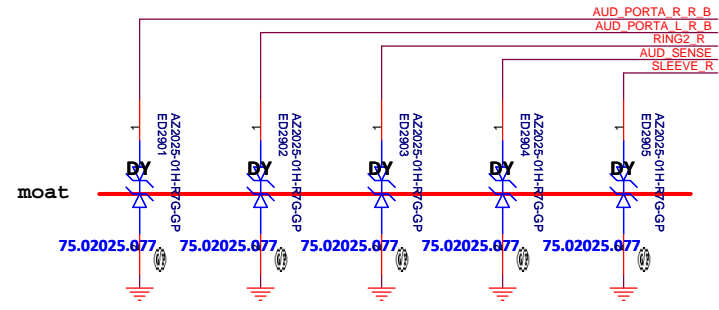 AUD_PORTA_R_R_B
AUD_PORTA_L_R_B
RING2_R
AUD_SENSE
SLEEVE_R
1
AZ2025-01H-R7G-GP
ED2901
1
AZ2025-01H-R7G-GP
ED2902
1
AZ2025-01H-R7G-GP
ED2903
1
AZ2025-01H-R7G-GP
ED2904
1
AZ2025-01H-R7G-GP
ED2905
DY
DY
DY
DY
DY
moat
75.02025.077
75.02025.077
75.02025.077
75.02025.077
75.02025.077